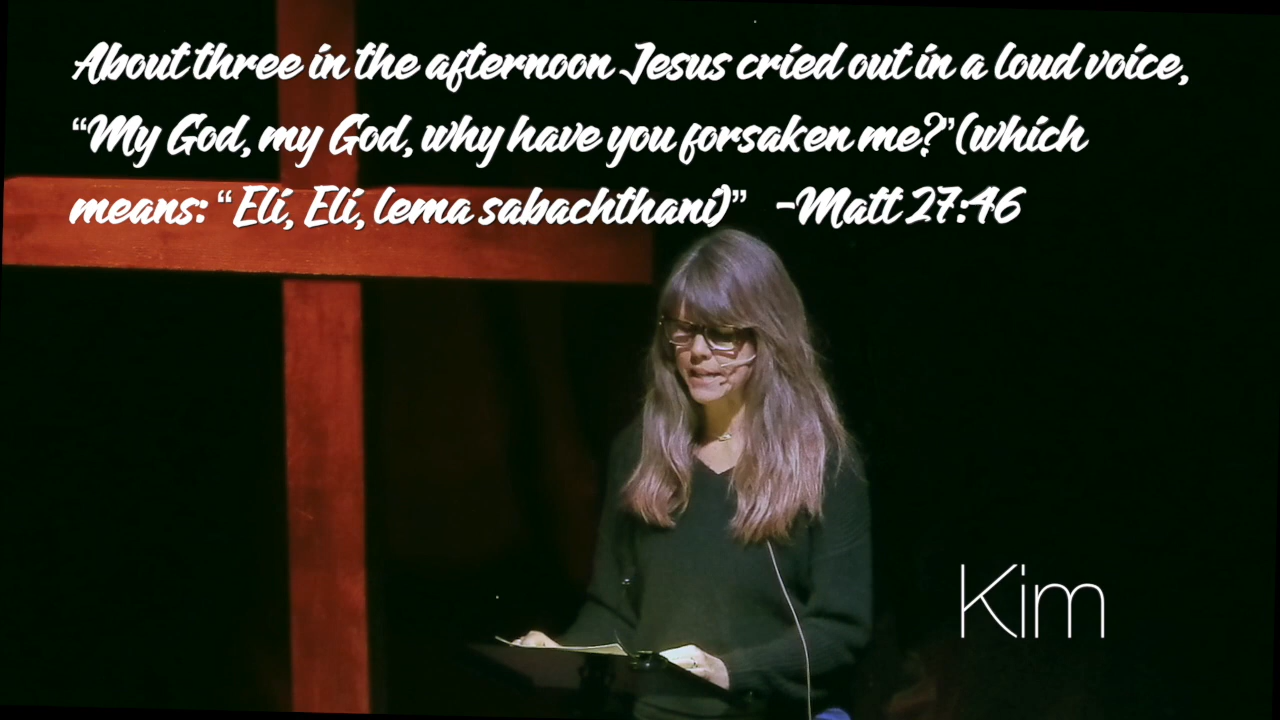 About three in the afternoon Jesus cried out in a loud voice,
“My God, my God, why have you forsaken me?”(which
means: “Eli, Eli, lema sabachthani)” -Matt 27:46
Kim